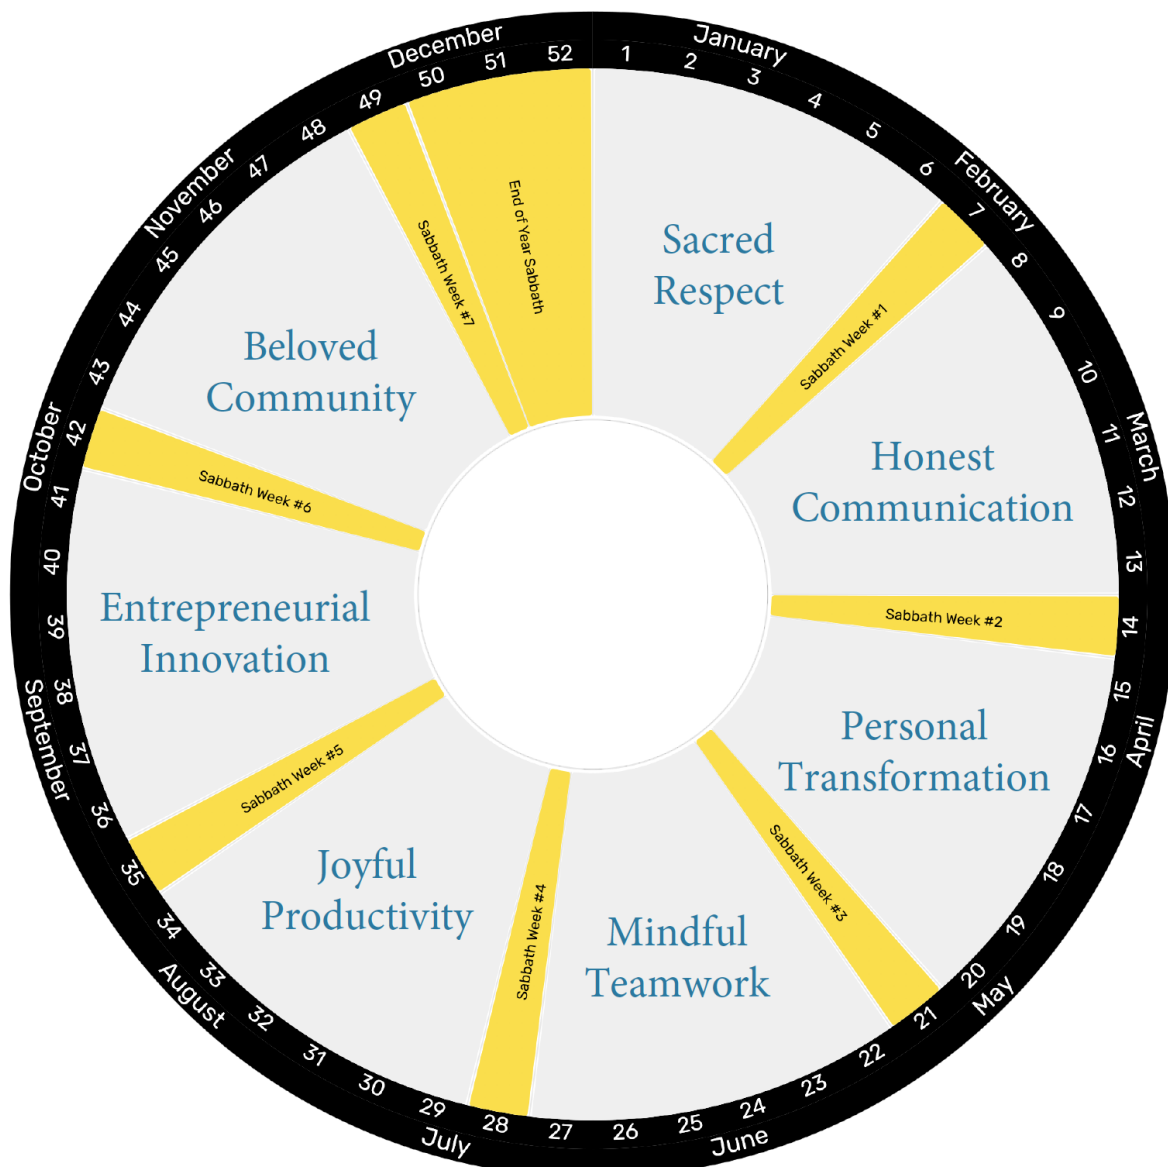 January
February
March
April
May
June
July
August
September
October
November
December
1
2
3
4
5
6
7
8
9
10
11
12
13
14
15
16
17
18
19
20
21
22
23
24
25
26
27
28
29
30
31
32
33
34
35
36
37
38
39
40
41
42
43
44
45
46
47
48
49
50
51
52
Sacred
Respect
Sabbath Week #1
Honest
Communication
Sabbath Week #2
Personal
Transformation
Sabbath Week #3
Mindful
Teamwork
Sabbath Week #4
Joyful
Productivity
Sabbath Week #5
Entrepreneurial
Innovation
Sabbath Week #6
Beloved
Community
Sabbath Week #7
End of Year Sabbath